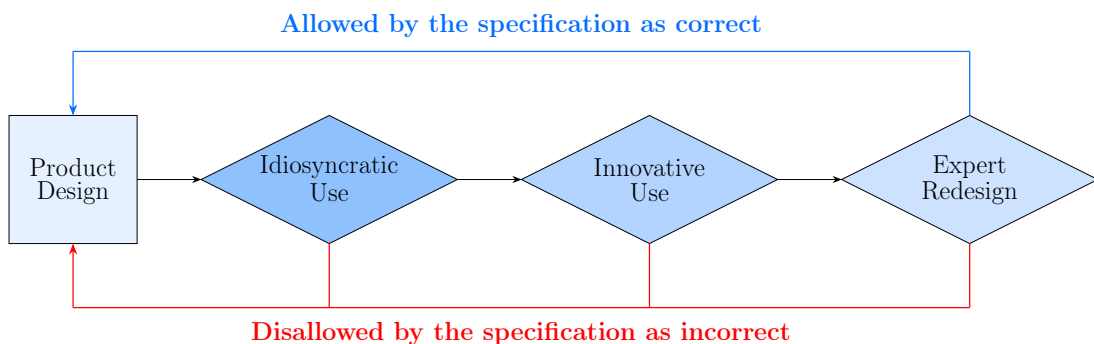 Allowed by the specification as correct
Product
Design
Idiosyncratic
Use
Innovative
Use
Expert
Redesign
Disallowed by the specification as incorrect